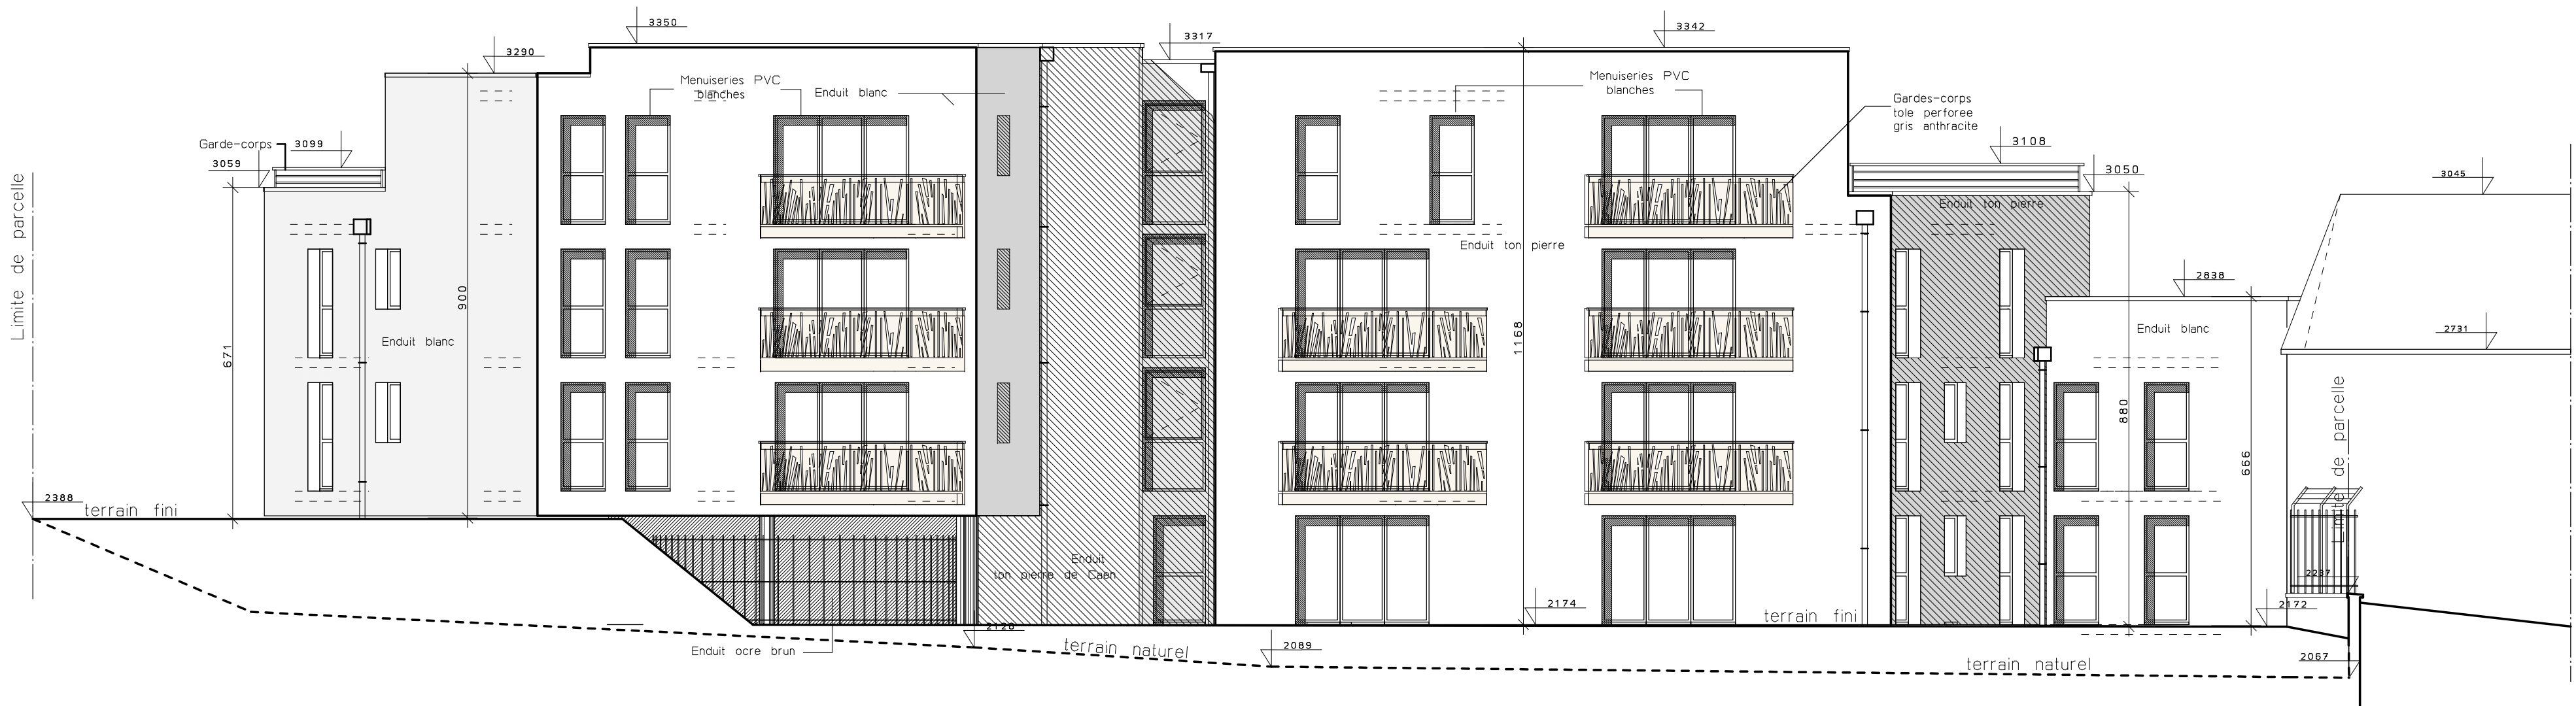 3350
3342
3317
3290
Menuiseries PVC
blanches
Enduit blanc
Menuiseries PVC
blanches
Gardes-corps
tole perforee
gris anthracite
Garde-corps
3099
3059
3108
3050
3045
Limite de parcelle
Enduit ton pierre
Enduit ton pierre
2838
900
Enduit blanc
671
1168
Enduit blanc
2731
880
666
Limite de parcelle
2388
terrain fini
Enduit
ton pierre de Caen
2237
2174
terrain fini
2172
2120
Enduit ocre brun
terrain naturel
2089
terrain naturel
2067